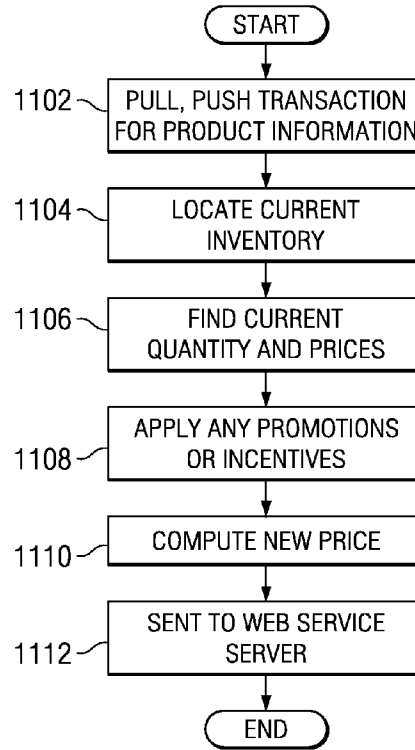 START
1102
PULL, PUSH TRANSACTION
FOR PRODUCT INFORMATION
1104
LOCATE CURRENT
INVENTORY
1106
FIND CURRENT
QUANTITY AND PRICES
1108
APPLY ANY PROMOTIONS
OR INCENTIVES
1110
COMPUTE NEW PRICE
1112
SENT TO WEB SERVICE
SERVER
END